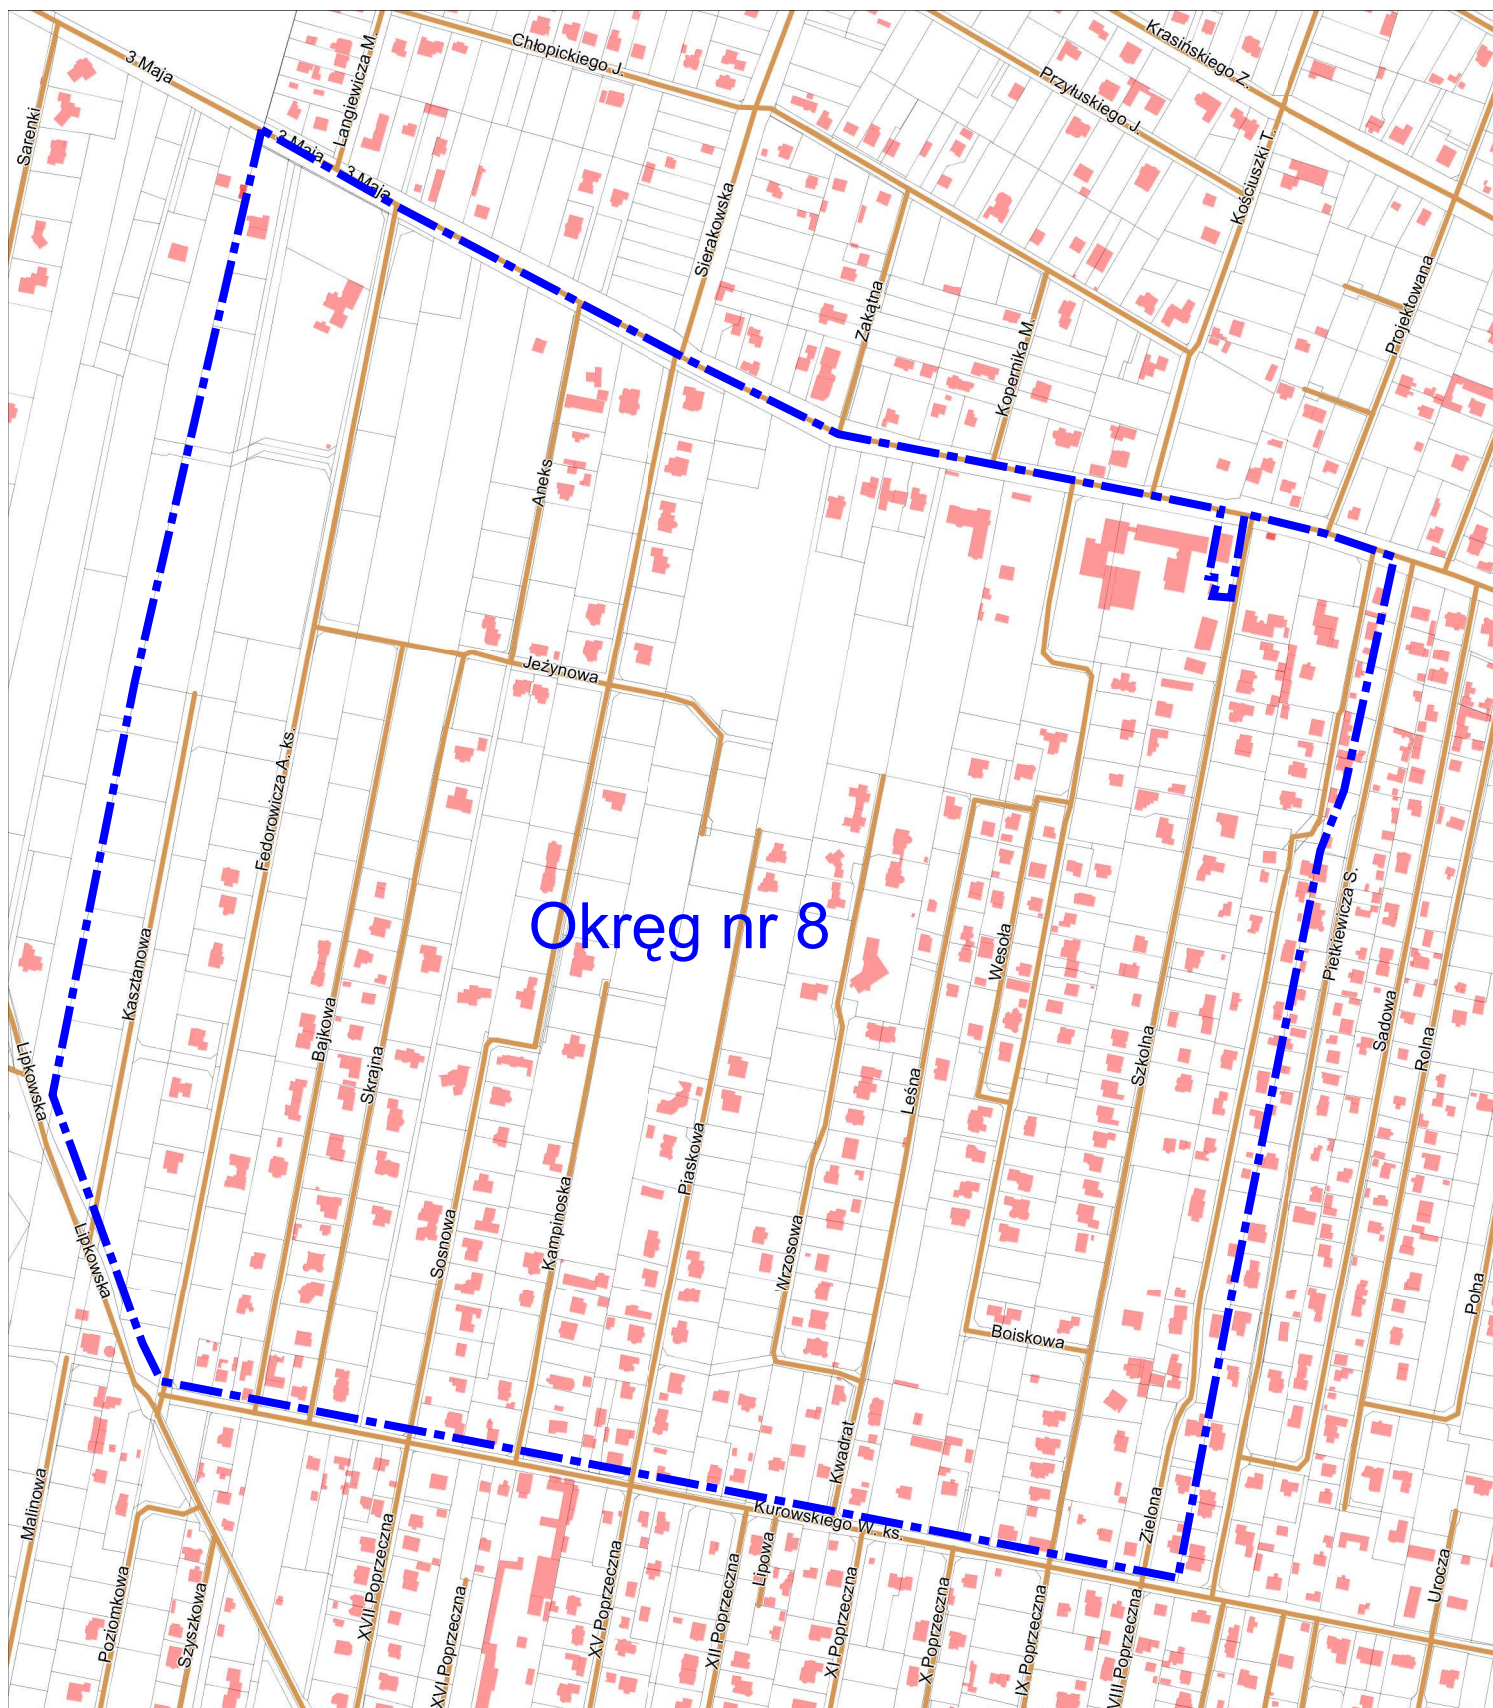 Krasińskiego Z.
Chłopickiego J.
3 Maja
Langiewicza M.
Przyłuskiego J.
Sarenki
3 Maja
3 Maja
Kościuszki T.
Sierakowska
Zakątna
Projektowana
Kopernika M.
Aneks
Jeżynowa
Fedorowicza A. ks.
Okręg nr 8
Pietkiewicza S.
Wesoła
Kasztanowa
Bajkowa
Sadowa
Rolna
Skrajna
Szkolna
Lipkowska
Leśna
Piaskowa
Kampinoska
Sosnowa
Wrzosowa
Lipkowska
Polna
Boiskowa
Kwadrat
Malinowa
Zielona
Kurowskiego W. ks.
Lipowa
XVII Poprzeczna
XV Poprzeczna
XII Poprzeczna
XI Poprzeczna
X Poprzeczna
IX Poprzeczna
VIII Poprzeczna
Urocza
Poziomkowa
Szyszkowa
XVI Poprzeczna